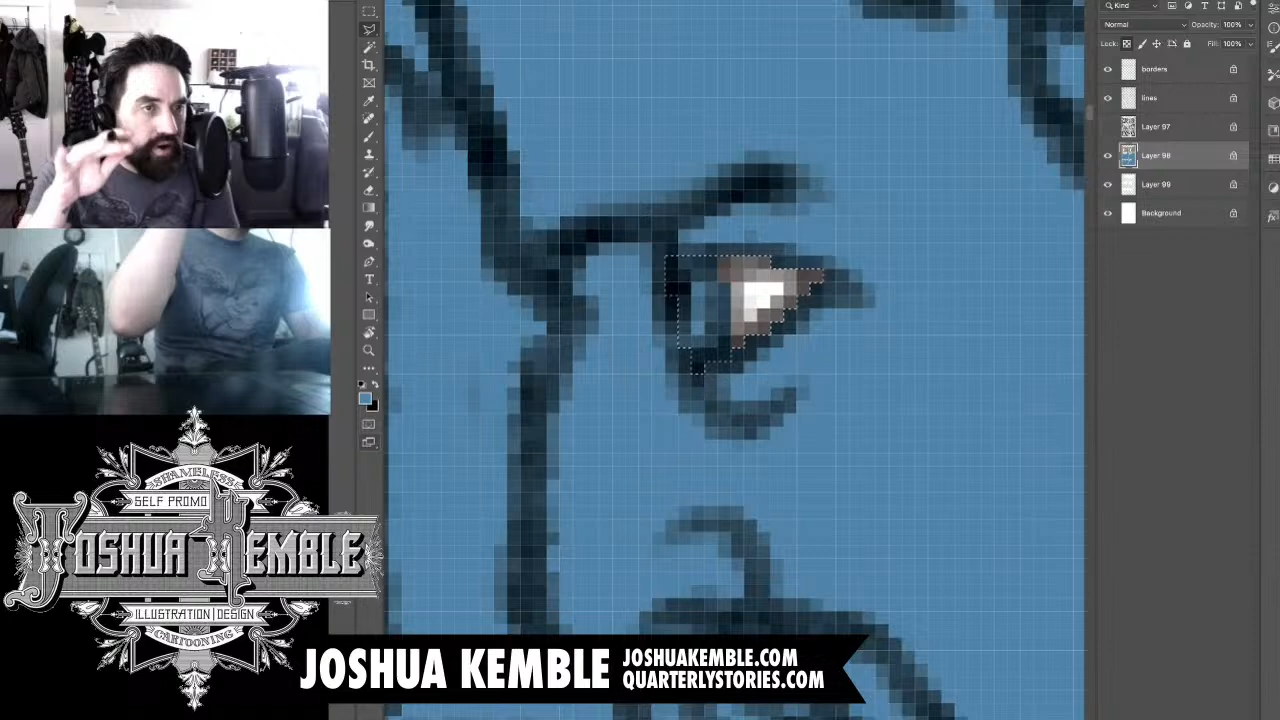 Kind
Normal
Opacity: 100%
Lock:
Fill: 100%
borders
lines
Layer 97
Layer 98
Layer 99
Background
SHAMELESS
SELF PROMO
JOSHUA KEMBLE
ILLUSTRATION|DESIGN
CARTOONING
JOSHUA KEMBLE
JOSHUAKEMBLE.COM
QUARTERLYSTORIES.COM